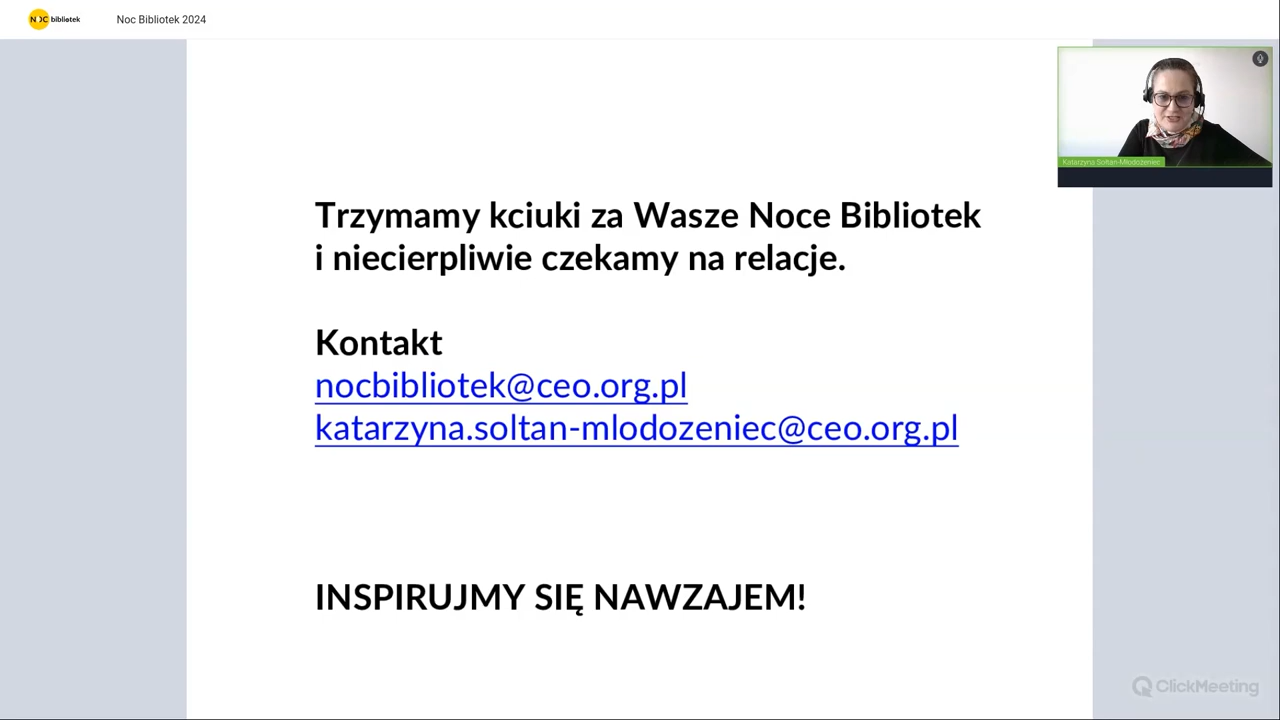 NOC bibliotek
Noc Bibliotek 2024
Katarzyna Sołtan-Młodożeniec
Trzymamy kciuki za Wasze Noce Bibliotek
i niecierpliwie czekamy na relacje.
Kontakt
nocbibliotek@ceo.org.pl
katarzyna.soltan-mlodozeniec@ceo.org.pl
INSPIRUJMY SIĘ NAWZAJEM!
ClickMeeting